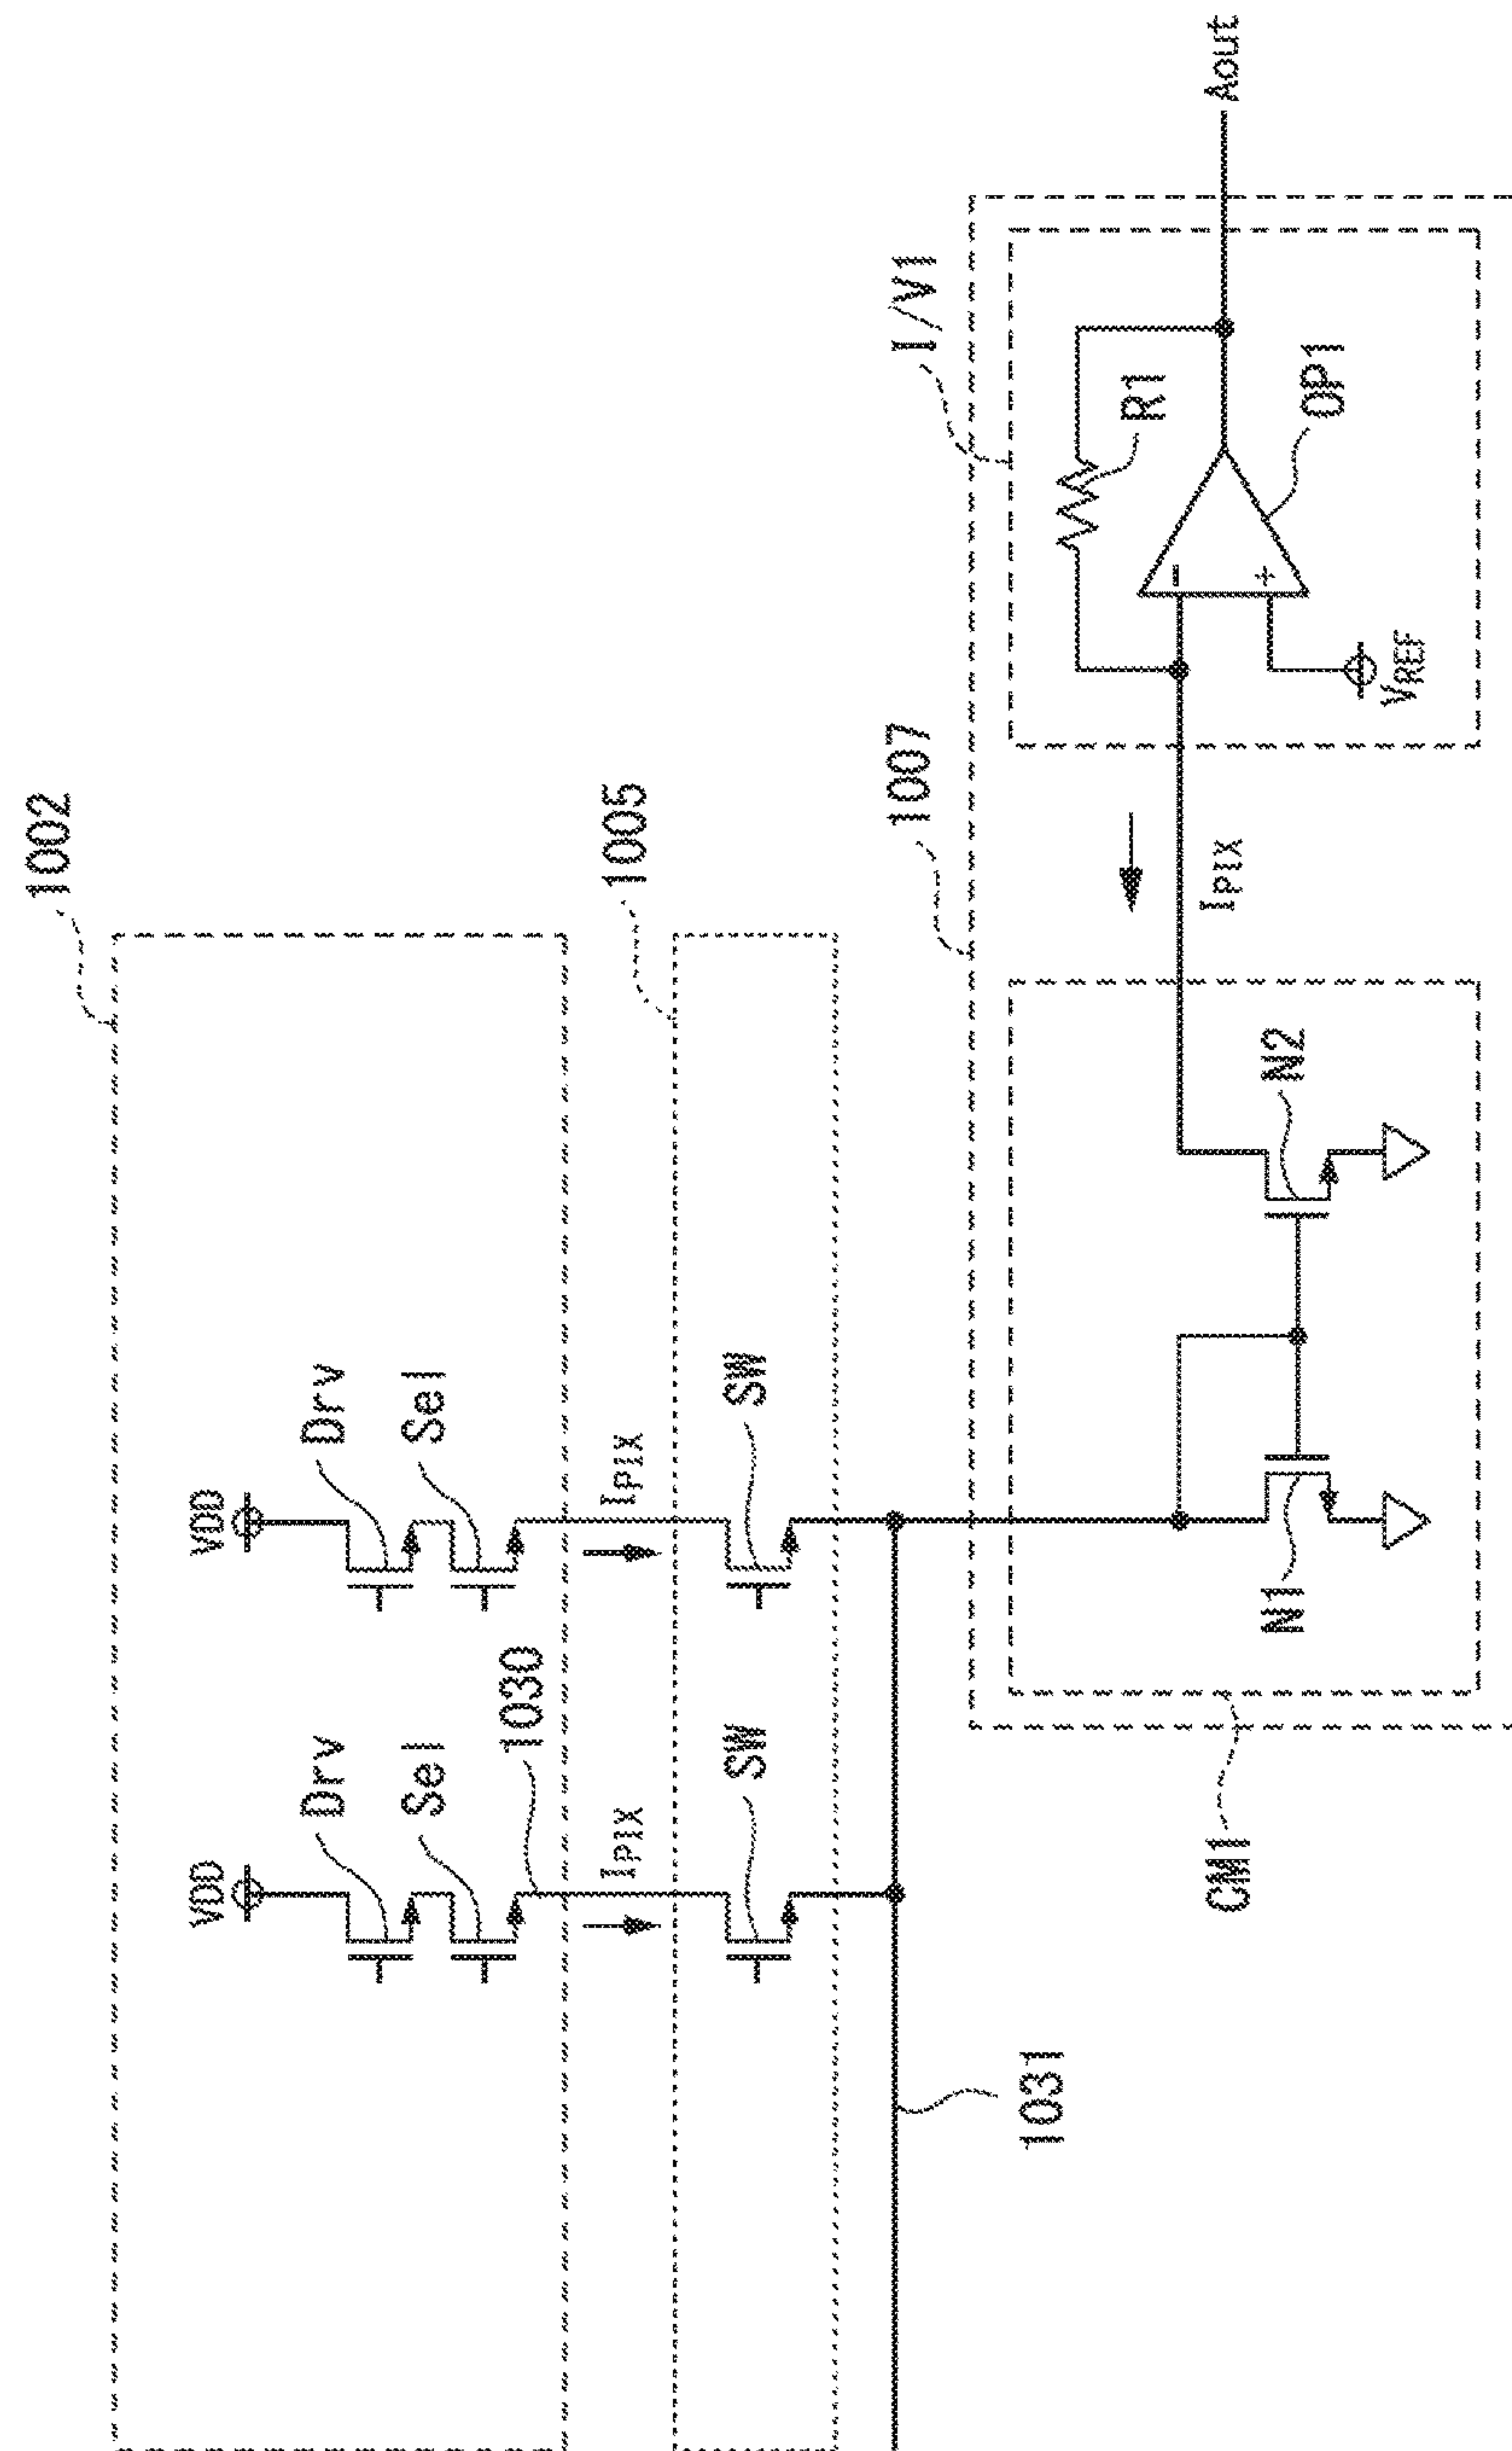 1002
VDD
VDD
Drv
Drv
Sel
Sel
1030
IPIX
IPIX
1005
SW
SW
1031
1007
I/V1
R1
OP1
-
+
VREF
Aout
IPIX
N1
N2
CM1